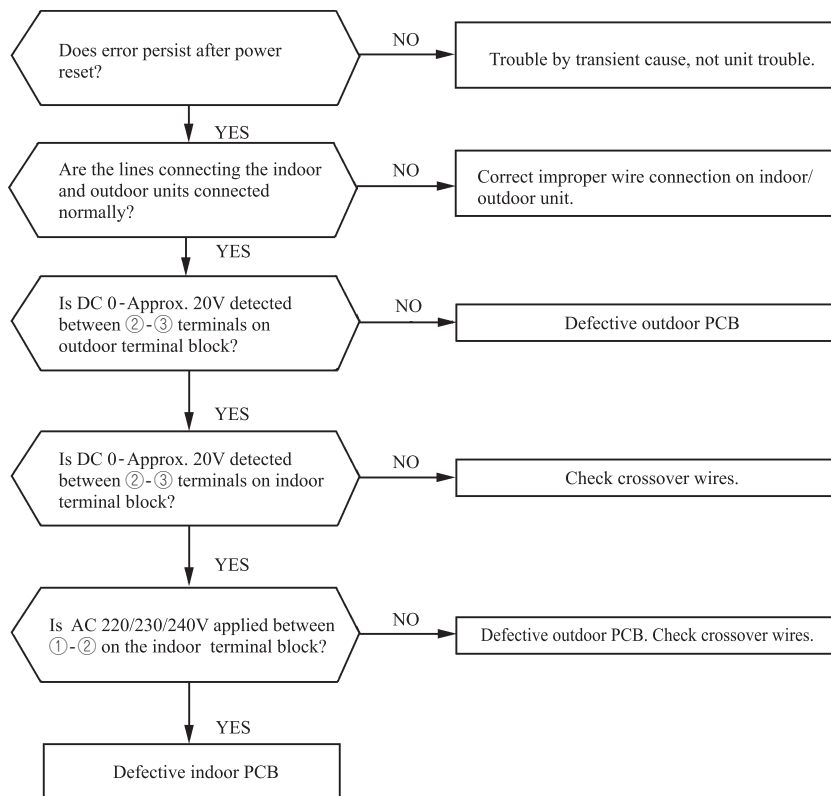 Does error persist after power
reset?
NO
Trouble by transient cause, not unit trouble.
YES
Are the lines connecting the indoor
and outdoor units connected
normally?
NO
Correct improper wire connection on indoor/
outdoor unit.
YES
Is DC 0-Approx. 20V detected
between ②-③ terminals on
outdoor terminal block?
NO
Defective outdoor PCB
YES
Is DC 0-Approx. 20V detected
between ②-③ terminals on indoor
terminal block?
NO
Check crossover wires.
YES
Is AC 220/230/240V applied between
①-② on the indoor terminal block?
NO
Defective outdoor PCB. Check crossover wires.
YES
Defective indoor PCB